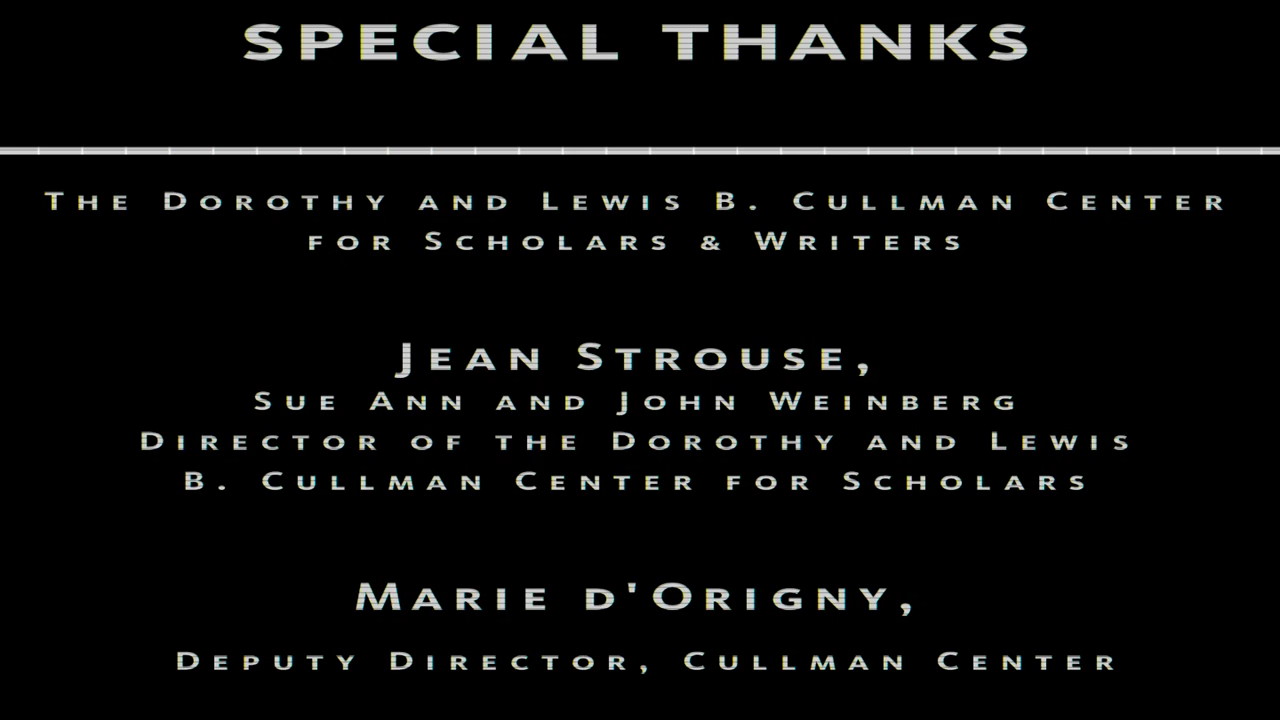 SPECIAL THANKS
THE DOROTHY AND LEWIS B. CULLMAN CENTER
FOR SCHOLARS & WRITERS
JEAN STROUSE,
SUE ANN AND JOHN WEINBERG
DIRECTOR OF THE DOROTHY AND LEWIS
B. CULLMAN CENTER FOR SCHOLARS
MARIE D'ORIGNY,
DEPUTY DIRECTOR, CULLMAN CENTER